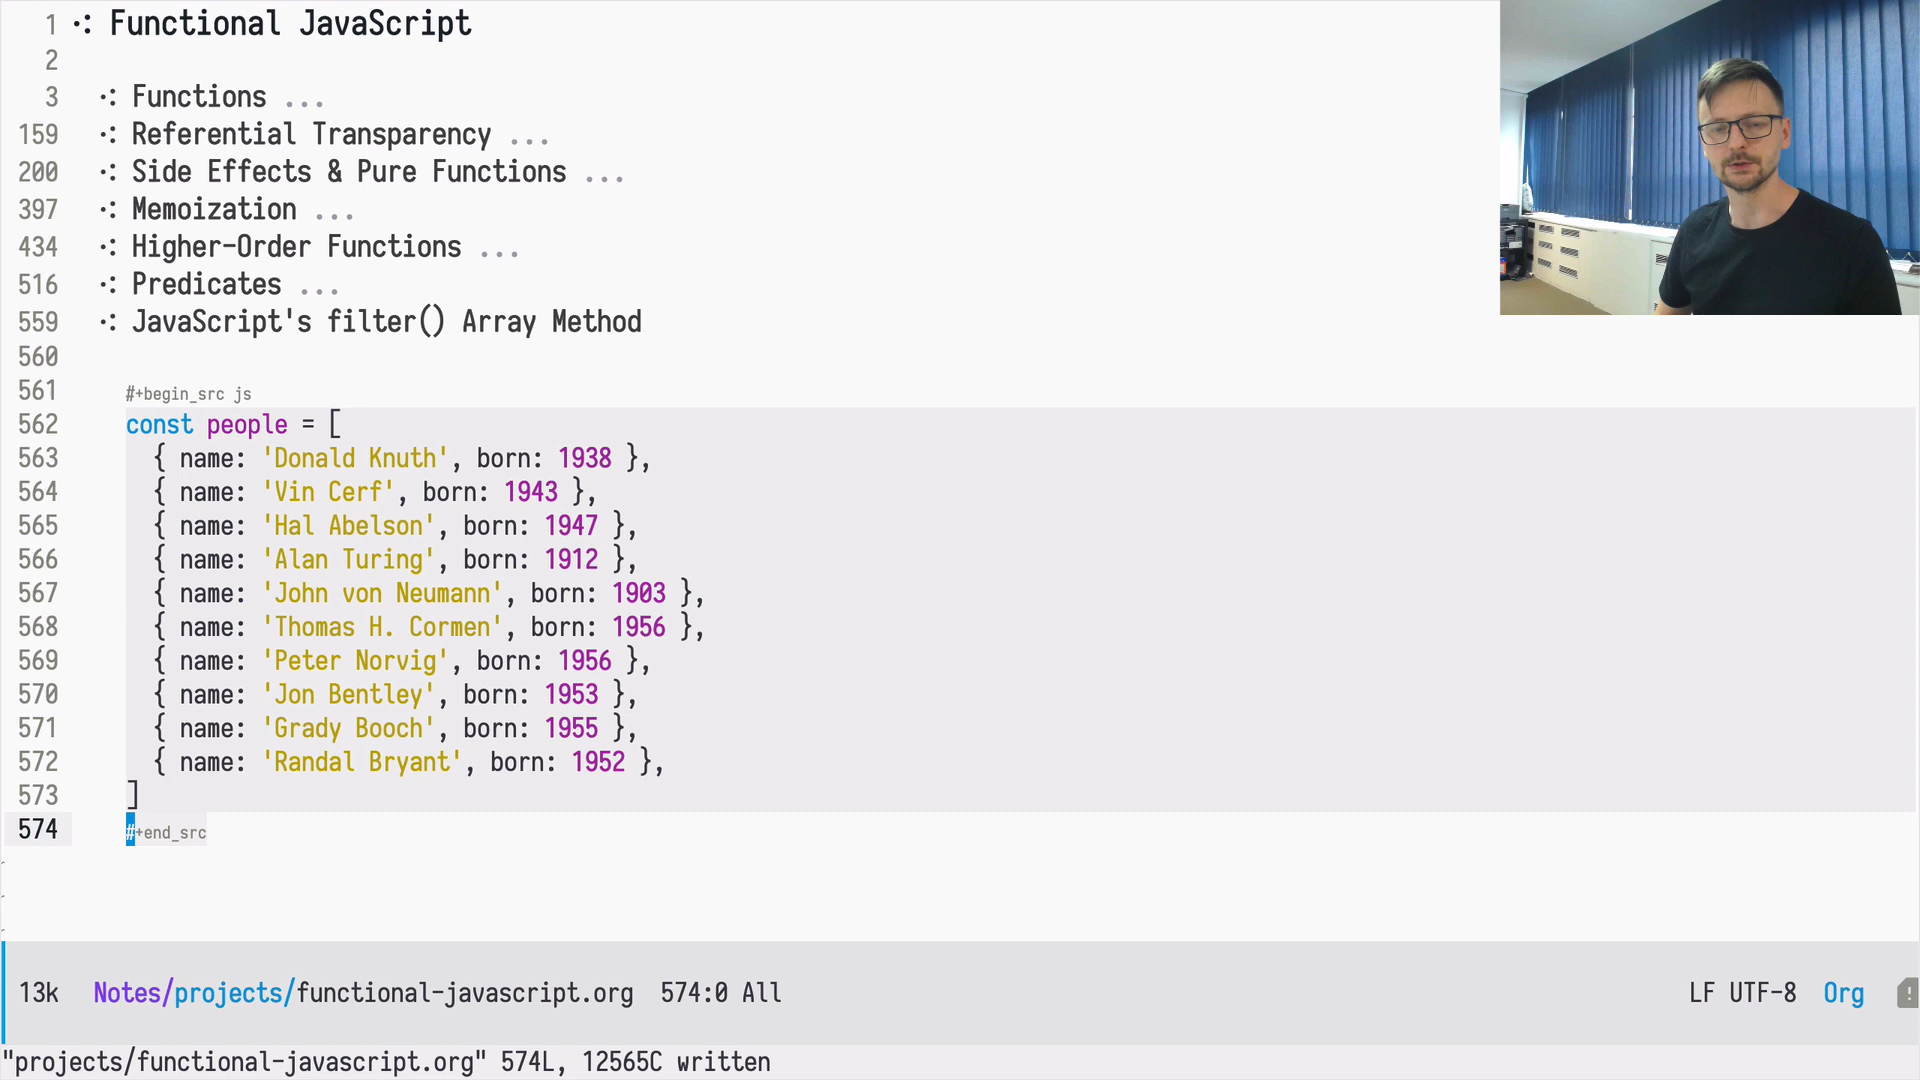 1 Functional JavaScript
2
3 Functions ...
159 Referential Transparency ...
200 Side Effects & Pure Functions ...
397 Memoization ...
434 Higher-Order Functions ...
516 Predicates ...
559 JavaScript's filter() Array Method
560
561 #+begin_src js
562 const people = [
563 { name: 'Donald Knuth', born: 1938 },
564 { name: 'Vin Cerf', born: 1943 },
565 { name: 'Hal Abelson', born: 1947 },
566 { name: 'Alan Turing', born: 1912 },
567 { name: 'John von Neumann', born: 1903 },
568 { name: 'Thomas H. Cormen', born: 1956 },
569 { name: 'Peter Norvig', born: 1956 },
570 { name: 'Jon Bentley', born: 1953 },
571 { name: 'Grady Booch', born: 1955 },
572 { name: 'Randal Bryant', born: 1952 },
573 ]
574 #+end_src
13k Notes/projects/functional-javascript.org 574:0 All LF UTF-8 Org !
"projects/functional-javascript.org" 574L, 12565C written